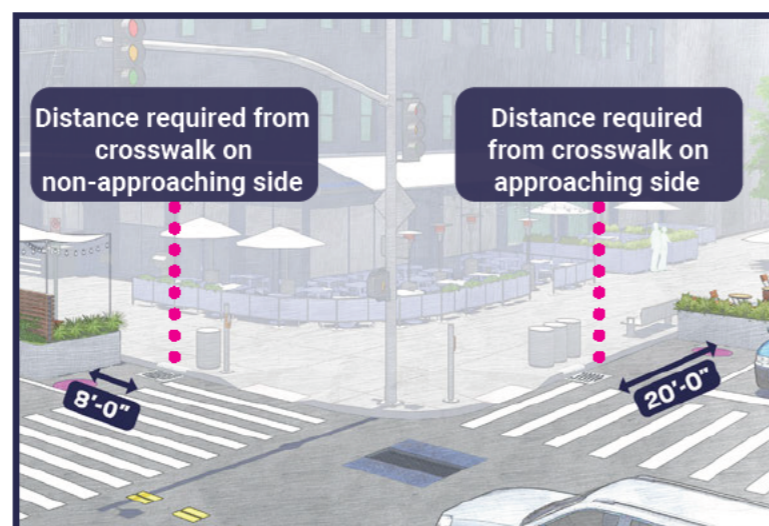 Distance required from
crosswalk on
non-approaching side
Distance required
from crosswalk on
approaching side
8'-0"
20'-0"